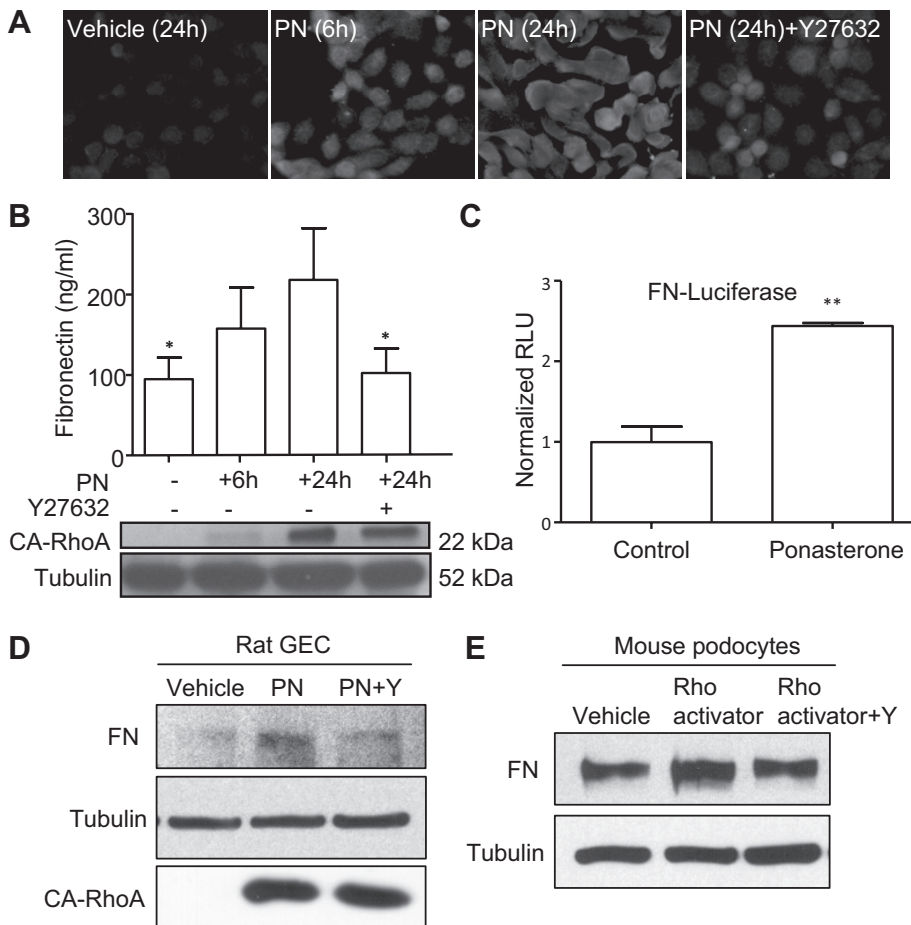 A
Vehicle (24h) PN (6h) PN (24h) PN (24h)+Y27632
B
Fibronectin (ng/ml)
300
200
100
0
* *
PN - +6h +24h +24h
Y27632 - - - +
CA-RhoA 22 kDa
Tubulin 52 kDa
C
FN-Luciferase
Normalized RLU
3
2
1
0
**
Control Ponasterone
D
Rat GEC
Vehicle PN PN+Y
FN
Tubulin
CA-RhoA
E
Mouse podocytes
Vehicle Rho activator Rho activator+Y
FN
Tubulin